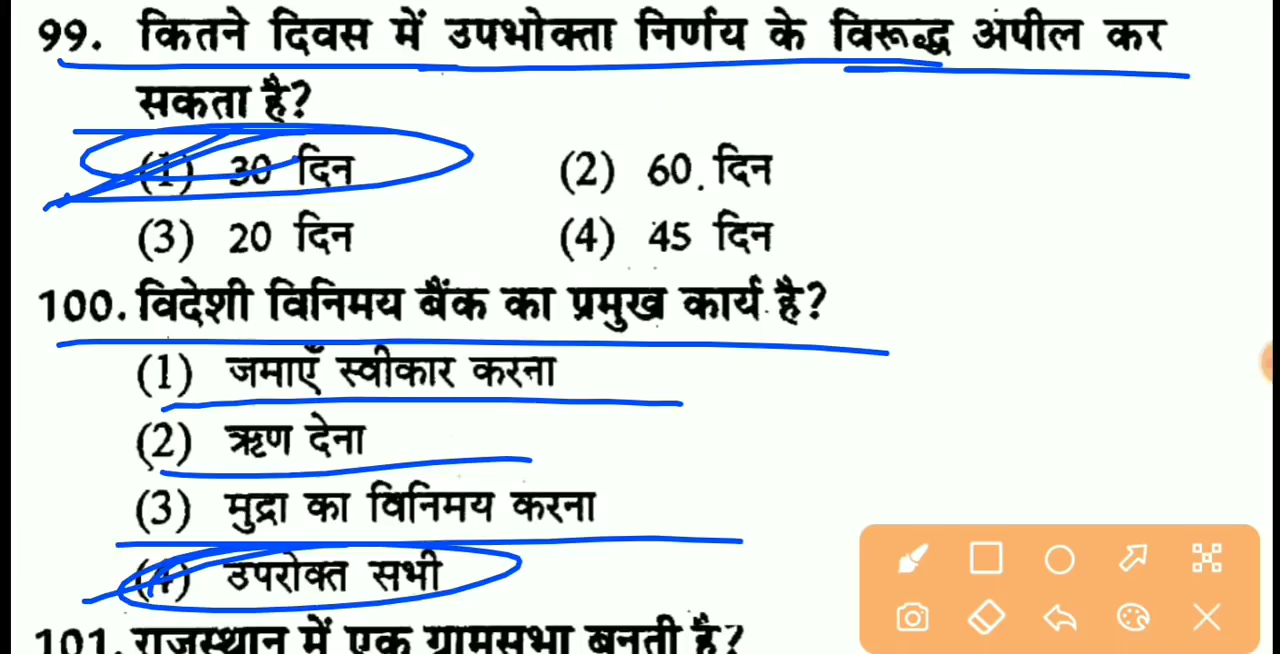 99. कितने दिवस में उपभोक्ता निर्णय के विरूद्ध अपील कर
सकता है?
(1) 30 दिन (2) 60 दिन
(3) 20 दिन (4) 45 दिन
100. विदेशी विनिमय बैंक का प्रमुख कार्य है?
(1) जमाएँ स्वीकार करना
(2) ऋण देना
(3) मुद्रा का विनिमय करना
(4) उपरोक्त सभी
101. राजस्थान में एक ग्रामसभा बनती है?